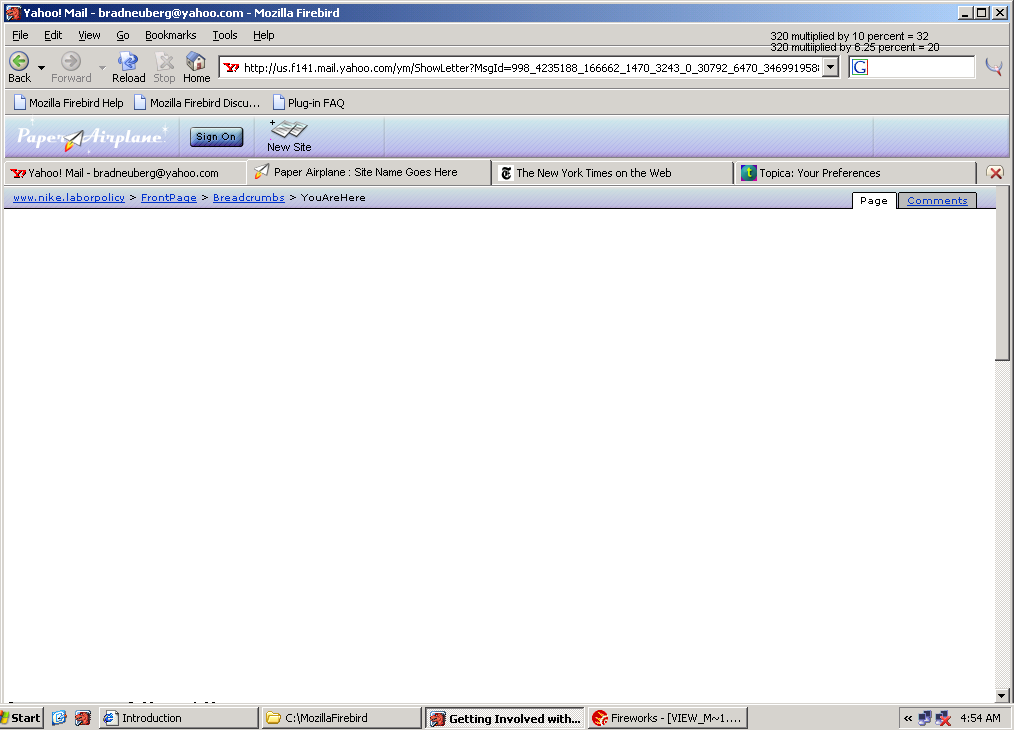 Yahoo! Mail - bradneuberg@yahoo.com - Mozilla Firebird
File Edit View Go Bookmarks Tools Help
320 multiplied by 10 percent = 32
320 multiplied by 6.25 percent = 20
Back Forward Reload Stop Home
http://us.f141.mail.yahoo.com/ym/ShowLetter?MsgId=998_4235188_166662_1470_3243_0_30792_6470_346991958
G
Mozilla Firebird Help Mozilla Firebird Discu... Plug-in FAQ
Paper Airplane Sign On New Site
Yahoo! Mail - bradneuberg@yahoo.com Paper Airplane : Site Name Goes Here The New York Times on the Web Topica: Your Preferences
www.nike.laborpolicy > FrontPage > Breadcrumbs > YouAreHere Page Comments
Start Introduction C:\MozillaFirebird Getting Involved with... Fireworks - [VIEW_M~1.... « 4:54 AM